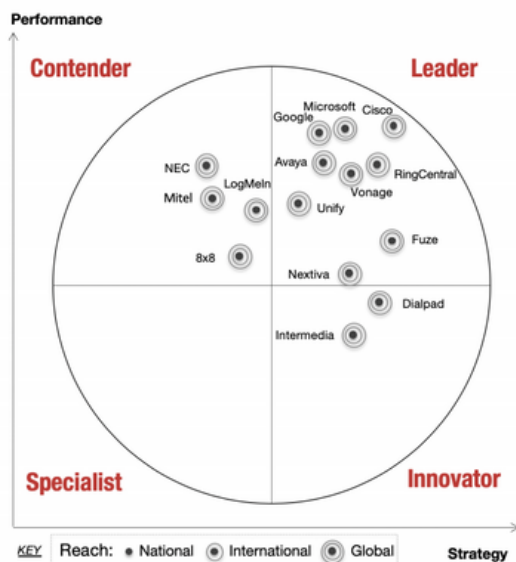 Performance
Contender
Leader
Microsoft
Cisco
Google
NEC
Avaya
RingCentral
LogMeIn
Vonage
Mitel
Unify
Fuze
8x8
Nextiva
Dialpad
Intermedia
Specialist
Innovator
KEY Reach: National International Global
Strategy